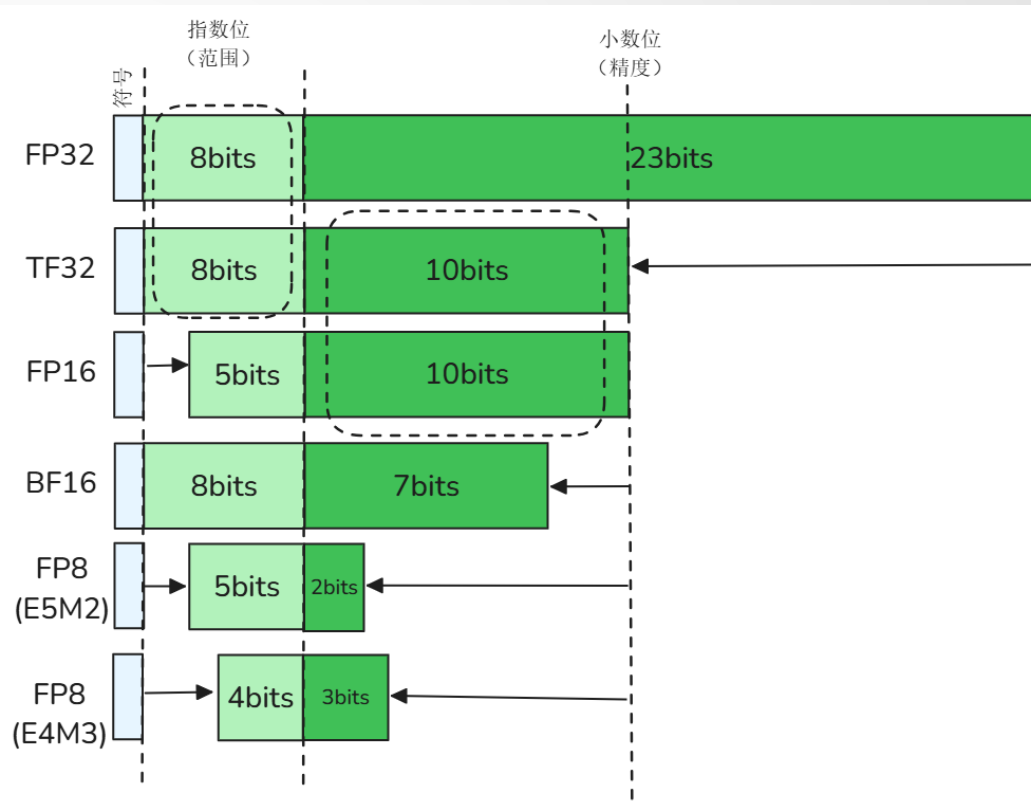 指数位
（范围）
小数位
（精度）
符号
FP32
8bits
23bits
TF32
8bits
10bits
FP16
5bits
10bits
BF16
8bits
7bits
FP8
(E5M2)
5bits
2bits
FP8
(E4M3)
4bits
3bits